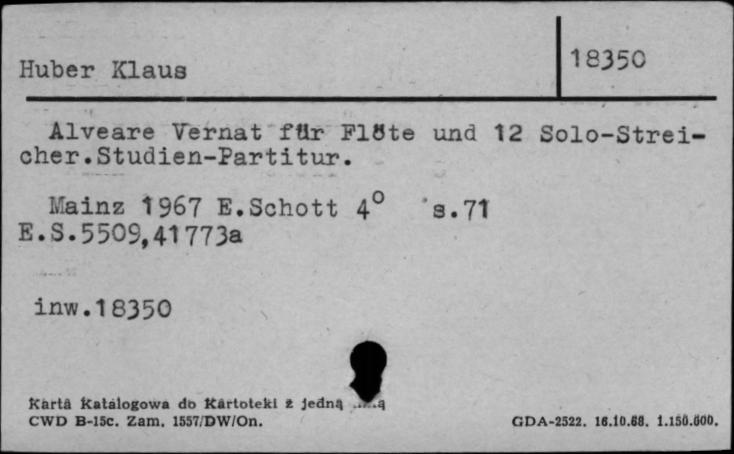 Huber Klaus
18350
Alveare Vernat für Flöte und 12 Solo-Strei-
cher.Studien-Partitur.
Mainz 1967 E.Schott 4° s.71
E.S.5509,41773a
inw.18350
Karta Katalogowa do Kartoteki z jedną
CWD B-15c. Zam. 1557/DW/On.
GDA-2522. 16.10.68. 1.150.000.